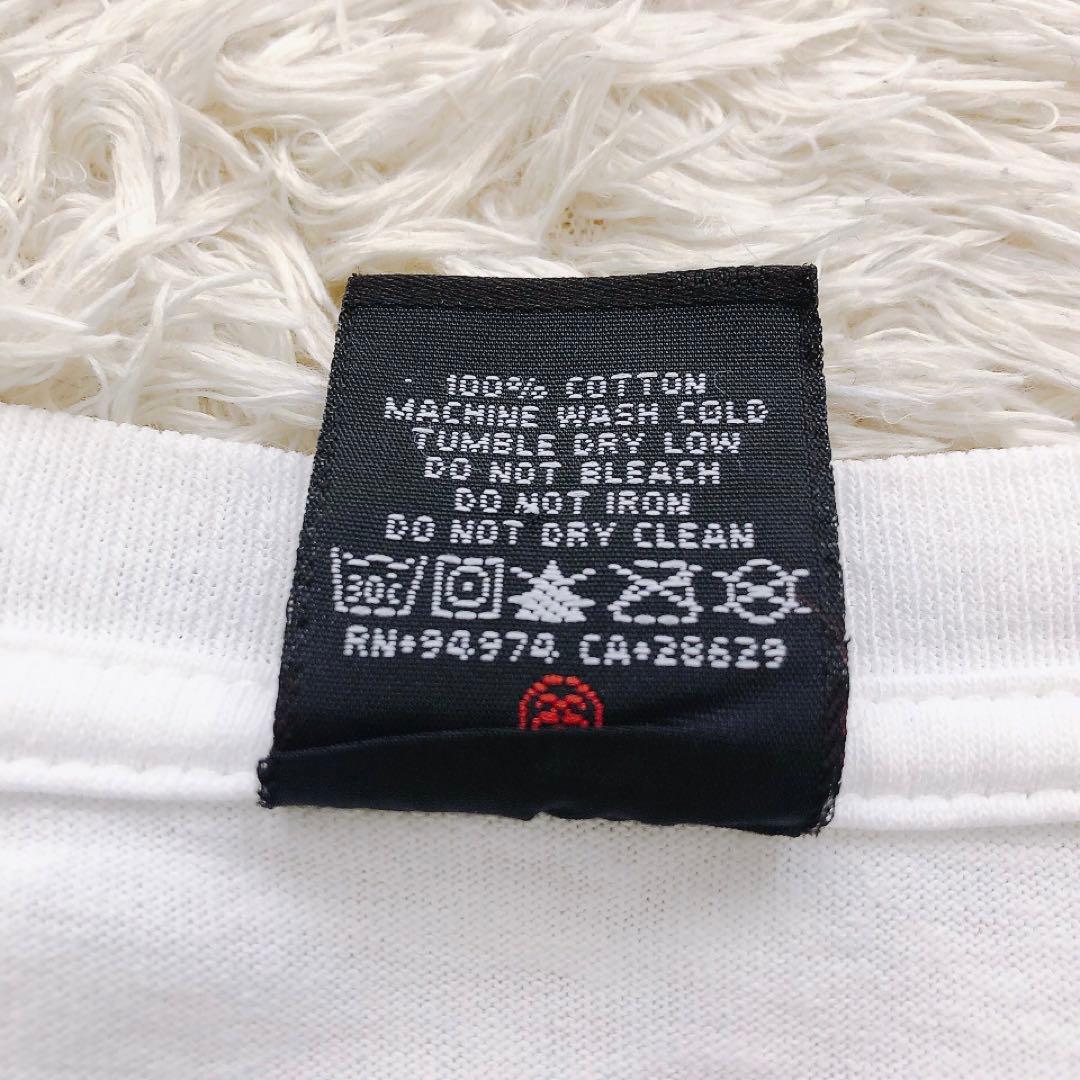 100% COTTON
MACHINE WASH COLD
TUMBLE DRY LOW
DO NOT BLEACH
DO NOT IRON
DO NOT DRY CLEAN
30C
RN#94974 CA#28629